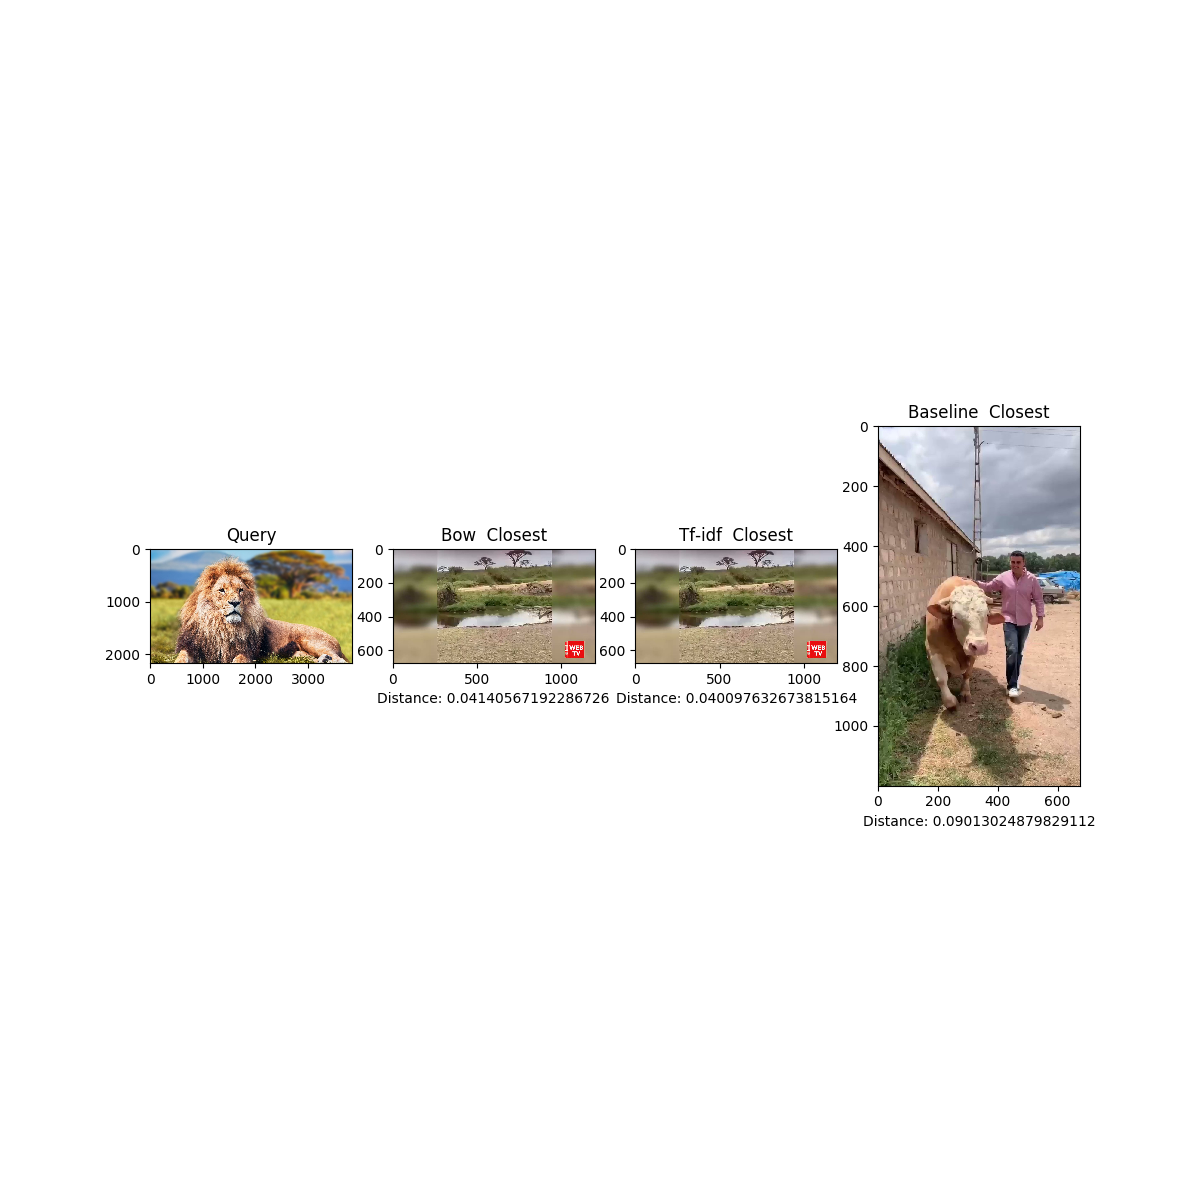 Query
0
1000
2000
0 1000 2000 3000
Bow Closest
0
200
400
600
WEB
TV
0 500 1000
Distance: 0.04140567192286726
Tf-idf Closest
0
200
400
600
WEB
TV
0 500 1000
Distance: 0.040097632673815164
Baseline Closest
0
200
400
600
800
1000
0 200 400 600
Distance: 0.09013024879829112